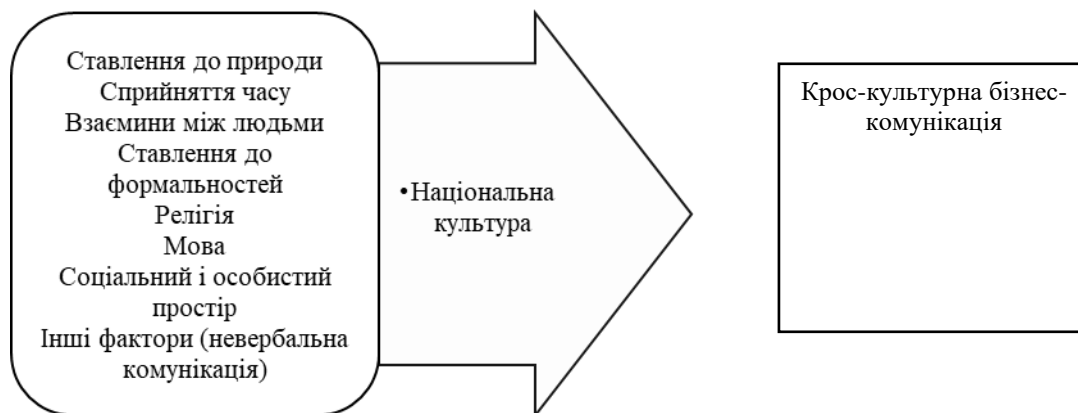 Ставлення до природи
Сприйняття часу
Взаємини між людьми
Ставлення до
формальностей
Релігія
Мова
Соціальний і особистий
простір
Інші фактори (невербальна
комунікація)
•Національна
культура
Крос-культурна бізнес-
комунікація